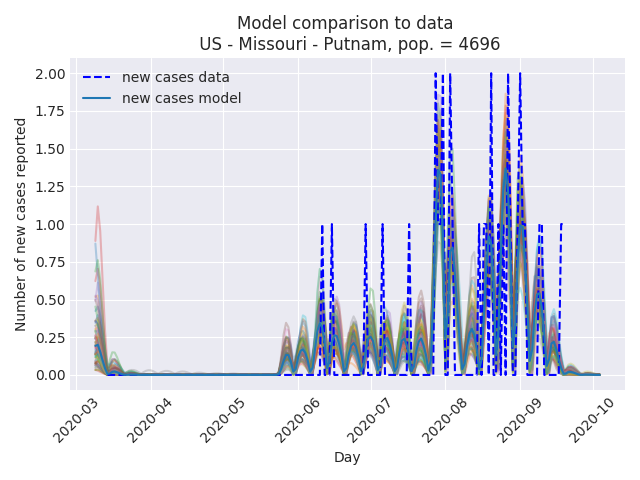 Model comparison to data
US - Missouri - Putnam, pop. = 4696
new cases data
new cases model
Number of new cases reported
2.00
1.75
1.50
1.25
1.00
0.75
0.50
0.25
0.00
2020-03
2020-04
2020-05
2020-06
2020-07
2020-08
2020-09
2020-10
Day